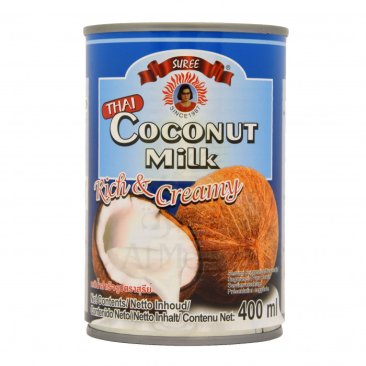 SUREE
®
SINCE 1987
THAI
COCONUT
MiLK
Rich & Creamy
Net Contents/ Netto Inhoud/
Contenido Neto/ Netto Inhalt/ Contenu Net: 400 ml